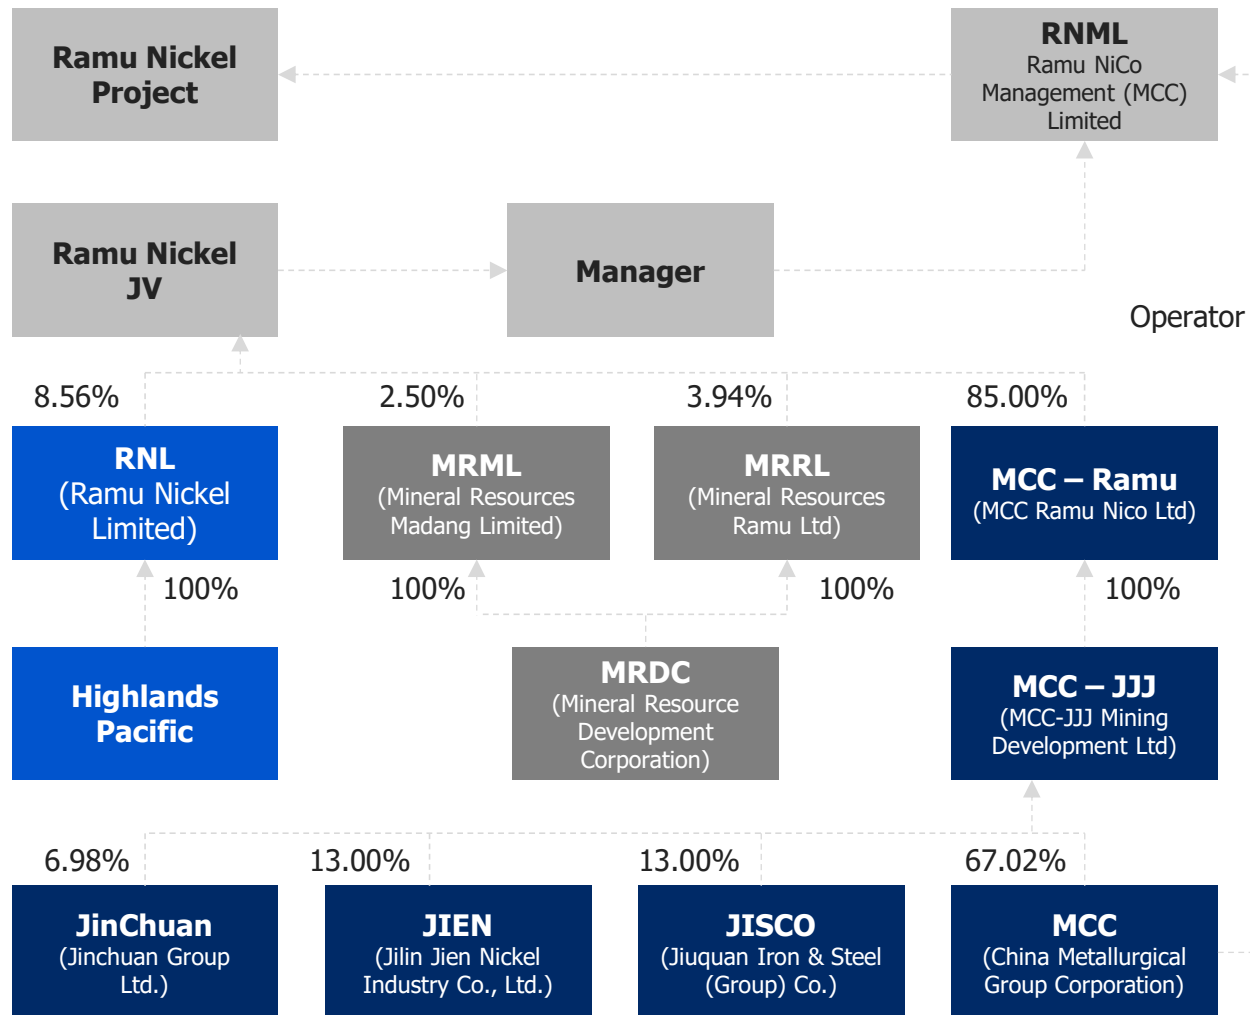 Ramu Nickel
Project
RNML
Ramu NiCo
Management (MCC)
Limited
Ramu Nickel
JV
Manager
Operator
8.56%
2.50%
3.94%
85.00%
RNL
(Ramu Nickel
Limited)
MRML
(Mineral Resources
Madang Limited)
MRRL
(Mineral Resources
Ramu Ltd)
MCC – Ramu
(MCC Ramu Nico Ltd)
100%
100%
100%
100%
Highlands
Pacific
MRDC
(Mineral Resource
Development
Corporation)
MCC – JJJ
(MCC-JJJ Mining
Development Ltd)
6.98%
13.00%
13.00%
67.02%
JinChuan
(Jinchuan Group
Ltd.)
JIEN
(Jilin Jien Nickel
Industry Co., Ltd.)
JISCO
(Jiuquan Iron & Steel
(Group) Co.)
MCC
(China Metallurgical
Group Corporation)